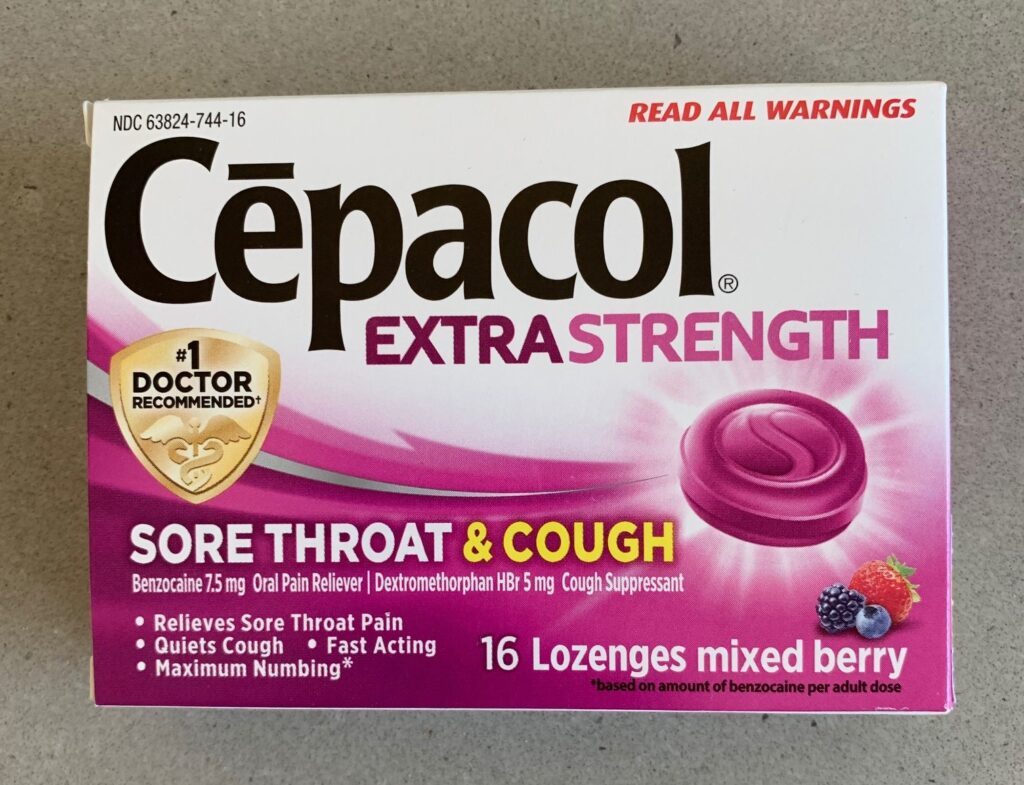 NDC 63824-744-16
READ ALL WARNINGS
Cēpacol®
EXTRA STRENGTH
#1
DOCTOR
RECOMMENDED†
SORE THROAT & COUGH
Benzocaine 7.5 mg Oral Pain Reliever | Dextromethorphan HBr 5 mg Cough Suppressant
• Relieves Sore Throat Pain
• Quiets Cough • Fast Acting
• Maximum Numbing*
16 Lozenges mixed berry
*based on amount of benzocaine per adult dose